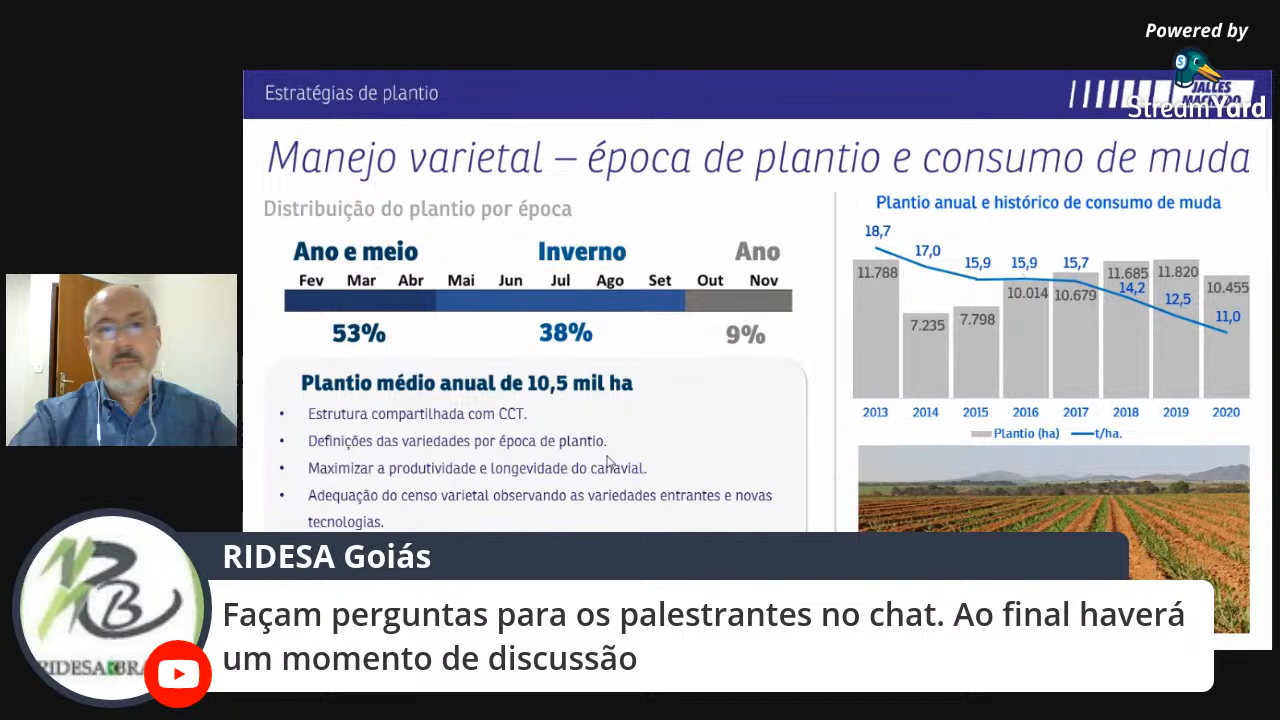 Powered by
StreamYard
Estratégias de plantio
JALLES
Manejo varietal – época de plantio e consumo de muda
Distribuição do plantio por época
Ano e meio Inverno Ano
Fev Mar Abr Mai Jun Jul Ago Set Out Nov
53% 38% 9%
Plantio médio anual de 10,5 mil ha
• Estrutura compartilhada com CCT.
• Definições das variedades por época de plantio.
• Maximizar a produtividade e longevidade do canavial.
• Adequação do censo varietal observando as variedades entrantes e novas
tecnologias.
Plantio anual e histórico de consumo de muda
18,7 17,0 15,9 15,9 15,7 14,2 12,5 11,0
11.788 7.235 7.798 10.014 10.679 11.685 11.820 10.455
2013 2014 2015 2016 2017 2018 2019 2020
Plantio (ha) t/ha.
RIDESA Goiás
Façam perguntas para os palestrantes no chat. Ao final haverá
um momento de discussão